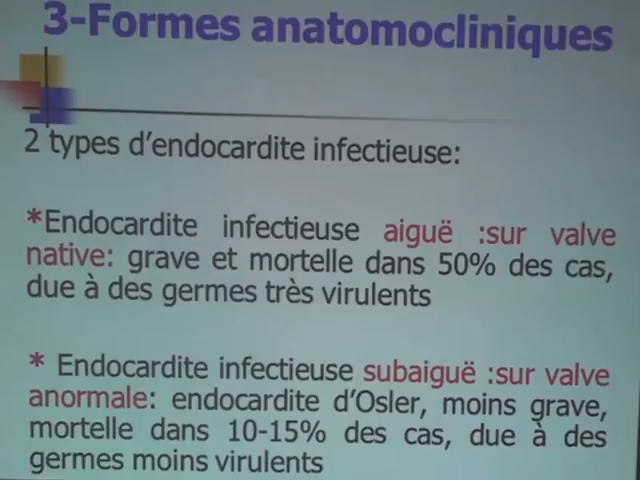 3-Formes anatomocliniques
2 types d'endocardite infectieuse:
*Endocardite infectieuse aiguë :sur valve
native: grave et mortelle dans 50% des cas,
due à des germes très virulents
* Endocardite infectieuse subaiguë :sur valve
anormale: endocardite d'Osler, moins grave,
mortelle dans 10-15% des cas, due à des
germes moins virulents